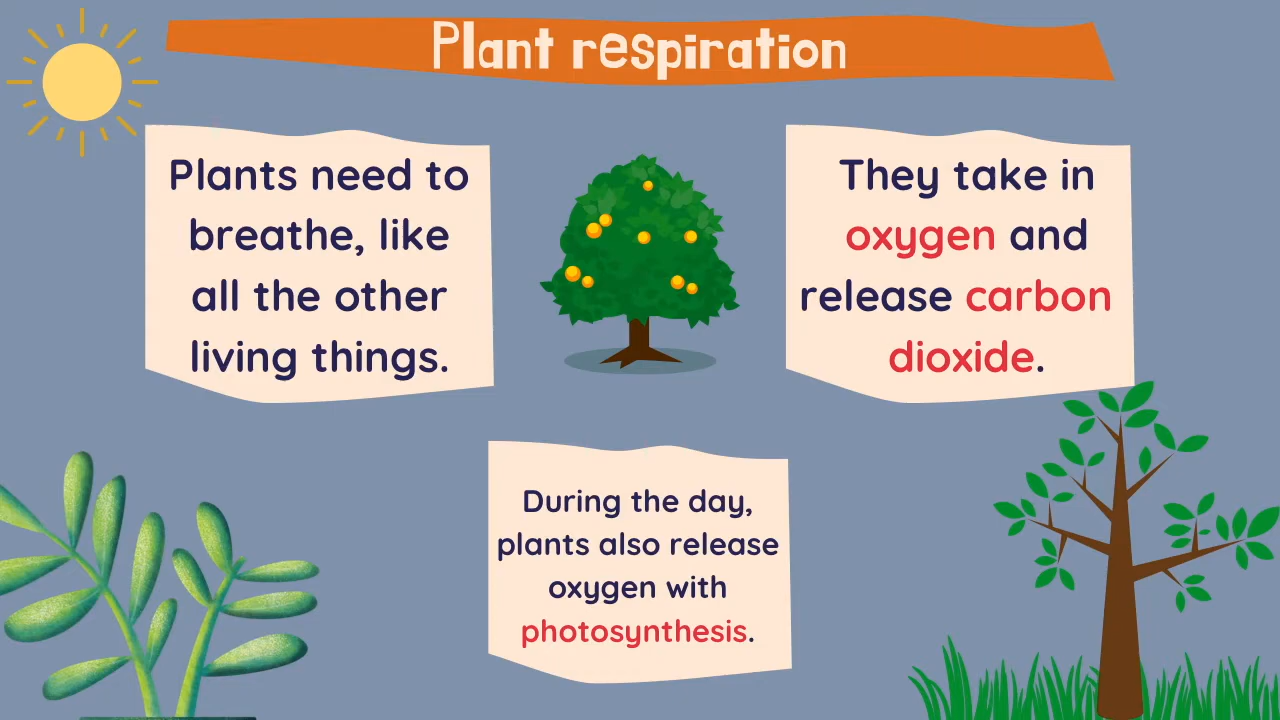 Plant respiration
Plants need to
breathe, like
all the other
living things.
They take in
oxygen and
release carbon
dioxide.
During the day,
plants also release
oxygen with
photosynthesis.